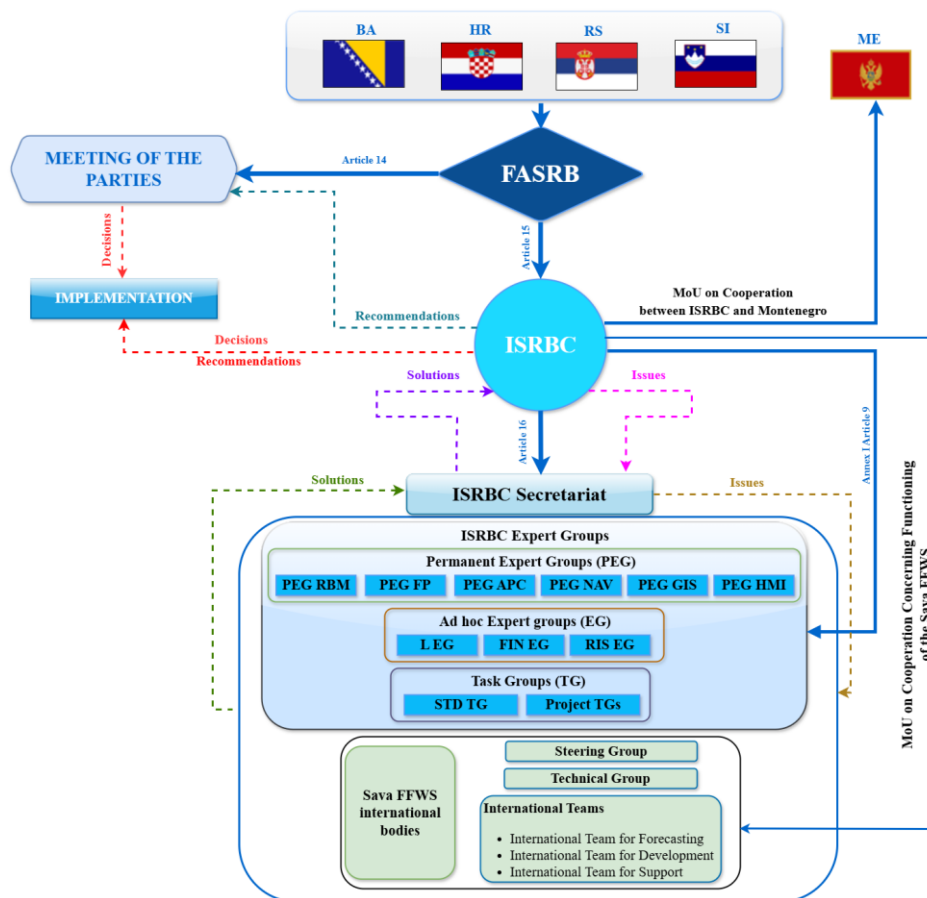 BA
HR
RS
SI
ME
MEETING OF THE
PARTIES
Article 14
FASRB
Decisions
Article 15
IMPLEMENTATION
Recommendations
MoU on Cooperation
between ISRBC and Montenegro
Decisions
Recommendations
ISRBC
Solutions
Issues
Article 16
Annex I Article 9
Solutions
ISRBC Secretariat
Issues
ISRBC Expert Groups
Permanent Expert Groups (PEG)
PEG RBM
PEG FP
PEG APC
PEG NAV
PEG GIS
PEG HMI
Ad hoc Expert groups (EG)
L EG
FIN EG
RIS EG
Task Groups (TG)
STD TG
Project TGs
MoU on Cooperation Concerning Functioning
of the Sava FFWS
Sava FFWS
international
bodies
Steering Group
Technical Group
International Teams
• International Team for Forecasting
• International Team for Development
• International Team for Support